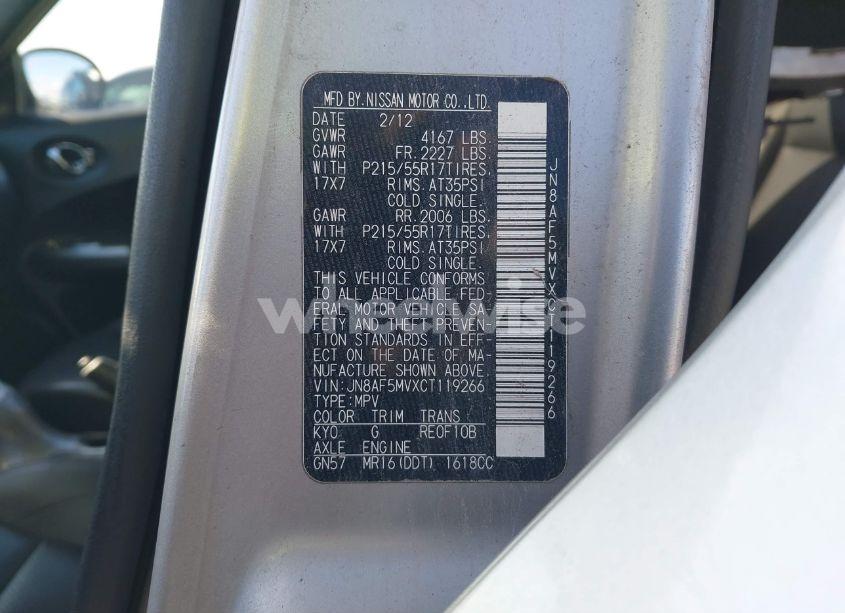 MFD BY.NISSAN MOTOR CO.,LTD.
DATE 2/12
GVWR 4167 LBS.
GAWR FR. 2227 LBS.
WITH P215/55R17TIRES,
17X7 RIMS. AT35PSI
COLD SINGLE.
GAWR RR. 2006 LBS.
WITH P215/55R17TIRES,
17X7 RIMS. AT35PSI
COLD SINGLE.
THIS VEHICLE CONFORMS
TO ALL APPLICABLE FED-
ERAL MOTOR VEHICLE SA-
FETY AND THEFT PREVEN-
TION STANDARDS IN EFF-
ECT ON THE DATE OF MA-
NUFACTURE SHOWN ABOVE.
VIN:JN8AF5MVXCT119266
TYPE:MPV
COLOR TRIM TRANS
KY0 G RE0F10B
AXLE ENGINE
GN57 MR16(DDT) 1618CC
JN8AF5MVXCT119266
wheelwise